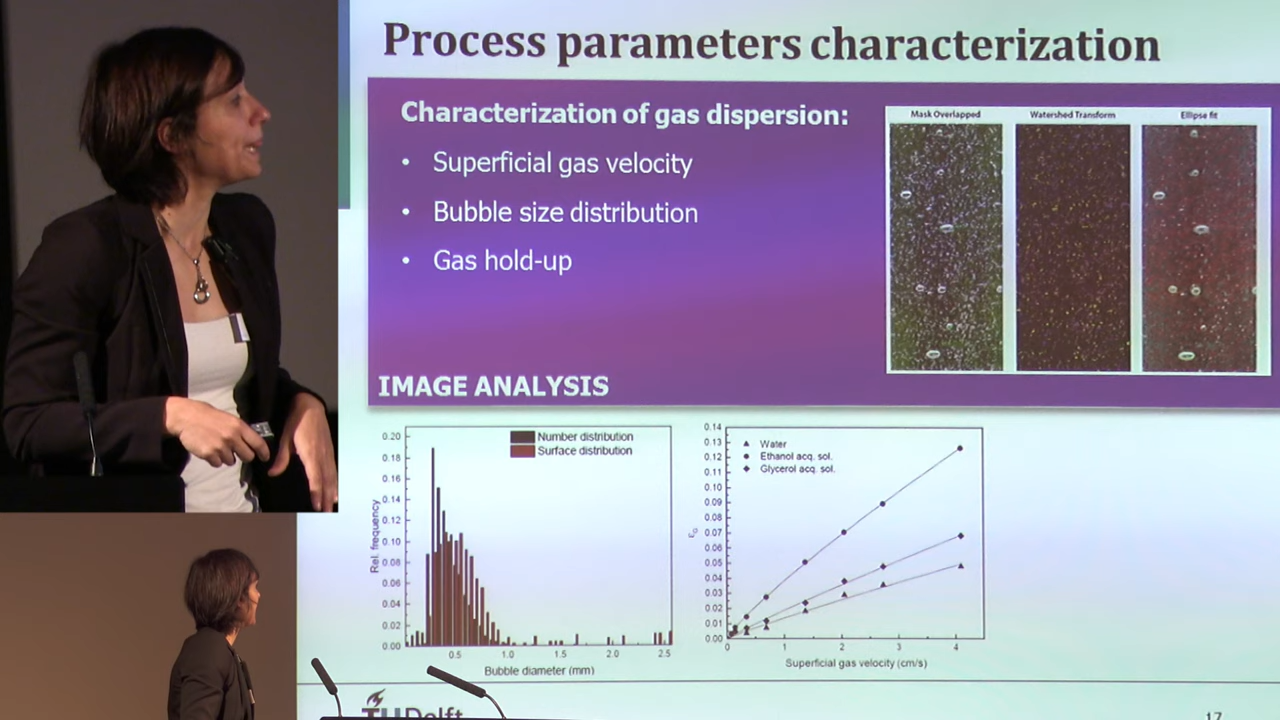 Process parameters characterization
Characterization of gas dispersion:
• Superficial gas velocity
• Bubble size distribution
• Gas hold-up
IMAGE ANALYSIS
Mask Overlapped
Watershed Transform
Ellipse fit
Number distribution
Surface distribution
Rel. frequency
0.20
0.18
0.16
0.14
0.12
0.10
0.08
0.06
0.04
0.02
0.00
0.5
1.0
1.5
2.0
2.5
Bubble diameter (mm)
Water
Ethanol acq. sol.
Glycerol acq. sol.
εG
0.14
0.13
0.12
0.11
0.10
0.09
0.08
0.07
0.06
0.05
0.04
0.03
0.02
0.01
0.00
0
1
2
3
4
Superficial gas velocity (cm/s)
TU Delft
17